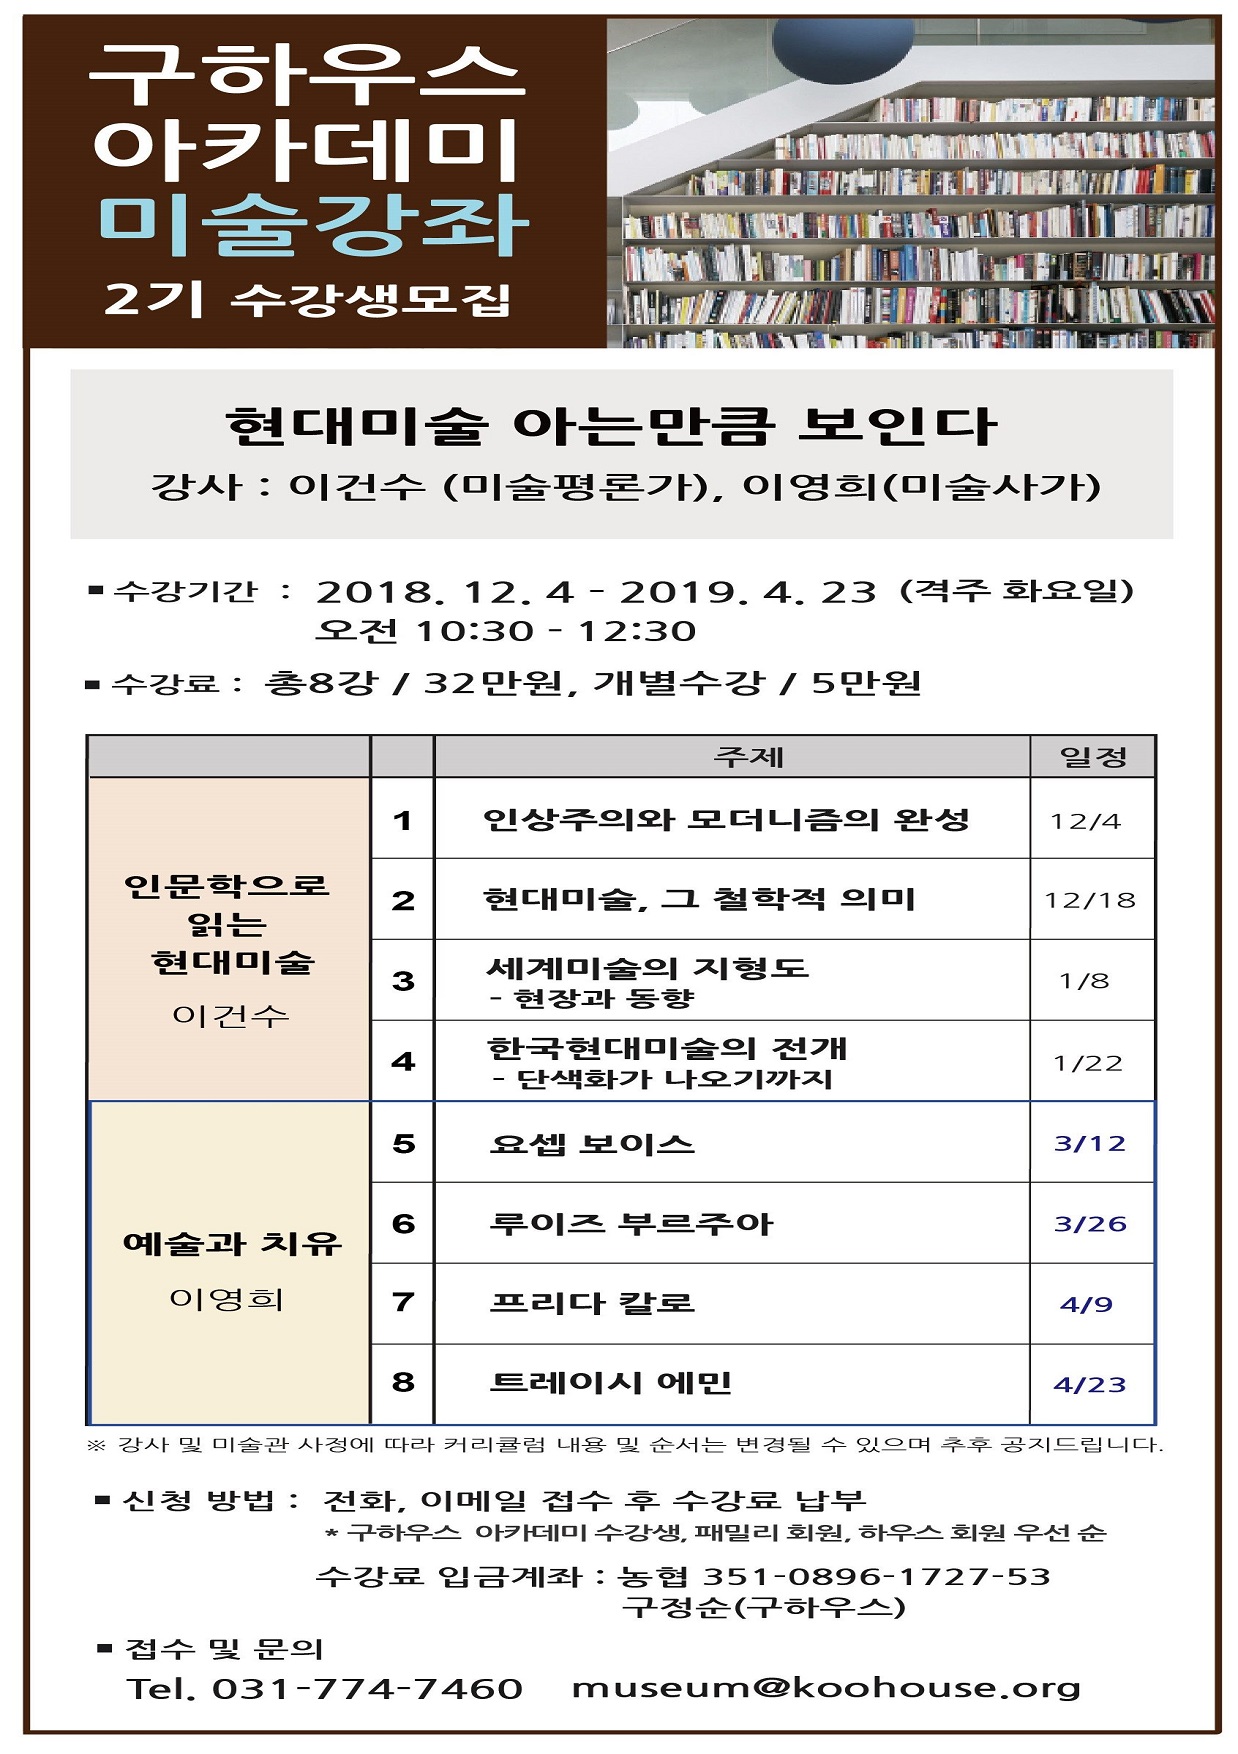 구하우스
아카데미
미술강좌
2기 수강생모집
현대미술 아는만큼 보인다
강사 : 이건수 (미술평론가), 이영희(미술사가)
▪ 수강기간 : 2018. 12. 4 - 2019. 4. 23 (격주 화요일)
오전 10:30 - 12:30
▪ 수강료 : 총8강 / 32만원, 개별수강 / 5만원
주제 일정
인문학으로
읽는
현대미술
이건수
1 인상주의와 모더니즘의 완성 12/4
2 현대미술, 그 철학적 의미 12/18
3 세계미술의 지형도 1/8
- 현장과 동향
4 한국현대미술의 전개 1/22
- 단색화가 나오기까지
예술과 치유
이영희
5 요셉 보이스 3/12
6 루이즈 부르주아 3/26
7 프리다 칼로 4/9
8 트레이시 에민 4/23
※ 강사 및 미술관 사정에 따라 커리큘럼 내용 및 순서는 변경될 수 있으며 추후 공지드립니다.
▪ 신청 방법 : 전화, 이메일 접수 후 수강료 납부
* 구하우스 아카데미 수강생, 패밀리 회원, 하우스 회원 우선 순
수강료 입금계좌 : 농협 351-0896-1727-53
구정순(구하우스)
▪ 접수 및 문의
Tel. 031-774-7460 museum@koohouse.org